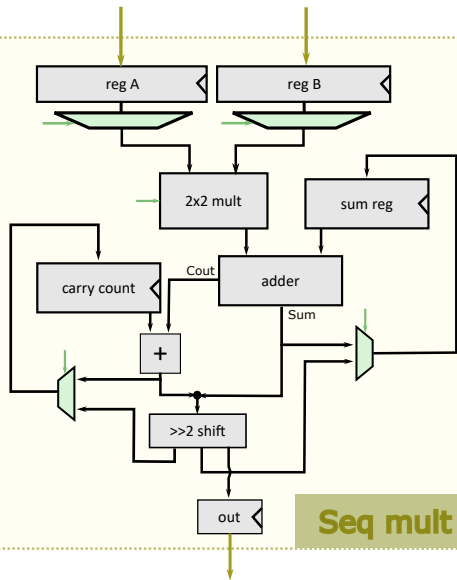 reg A
reg B
2x2 mult
sum reg
Cout
adder
carry count
Sum
+
>>2 shift
out
Seq mult